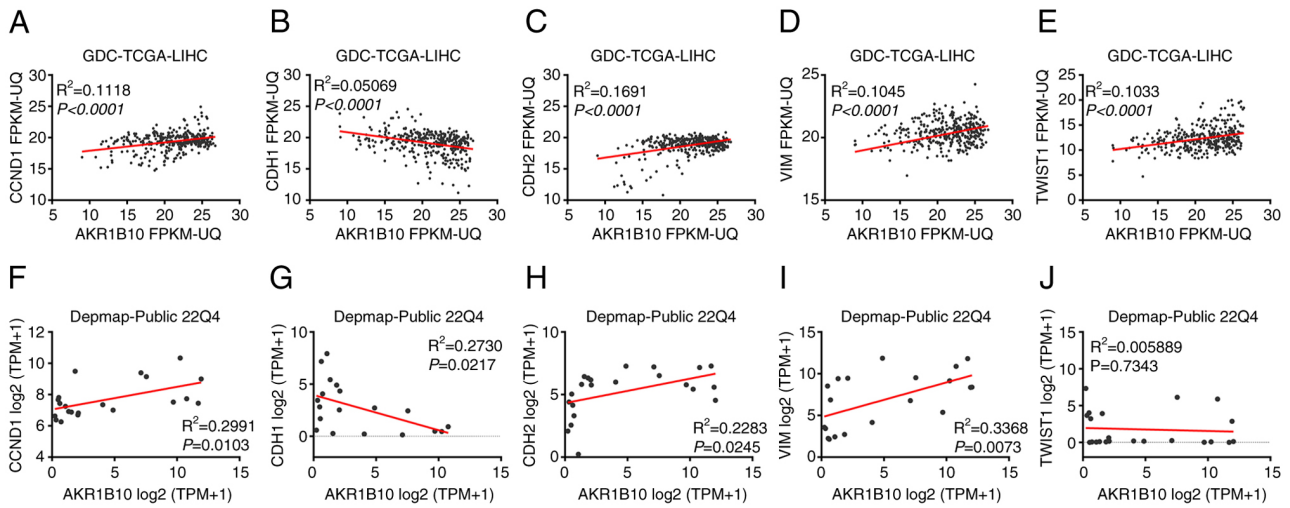 A
GDC-TCGA-LIHC
R²=0.1118
P<0.0001
CCND1 FPKM-UQ
30
25
20
15
10
5 10 15 20 25 30
AKR1B10 FPKM-UQ
B
GDC-TCGA-LIHC
R²=0.05069
P<0.0001
CDH1 FPKM-UQ
30
25
20
15
10
5 10 15 20 25 30
AKR1B10 FPKM-UQ
C
GDC-TCGA-LIHC
R²=0.1691
P<0.0001
CDH2 FPKM-UQ
30
25
20
15
10
5 10 15 20 25 30
AKR1B10 FPKM-UQ
D
GDC-TCGA-LIHC
R²=0.1045
P<0.0001
VIM FPKM-UQ
25
20
15
5 10 15 20 25 30
AKR1B10 FPKM-UQ
E
GDC-TCGA-LIHC
R²=0.1033
P<0.0001
TWIST1 FPKM-UQ
25
20
15
10
5
0
5 10 15 20 25 30
AKR1B10 FPKM-UQ
F
Depmap-Public 22Q4
CCND1 log2 (TPM+1)
12
10
8
6
4
R²=0.2991
P=0.0103
0 5 10 15
AKR1B10 log2 (TPM+1)
G
Depmap-Public 22Q4
R²=0.2730
P=0.0217
CDH1 log2 (TPM+1)
10
5
0
0 5 10 15
AKR1B10 log2 (TPM+1)
H
Depmap-Public 22Q4
CDH2 log2 (TPM+1)
10
5
0
R²=0.2283
P=0.0245
0 5 10 15
AKR1B10 log2 (TPM+1)
I
Depmap-Public 22Q4
VIM log2 (TPM+1)
15
10
5
0
R²=0.3368
P=0.0073
0 5 10 15
AKR1B10 log2 (TPM+1)
J
Depmap-Public 22Q4
R²=0.005889
P=0.7343
TWIST1 log2 (TPM+1)
15
10
5
0
0 5 10 15
AKR1B10 log2 (TPM+1)